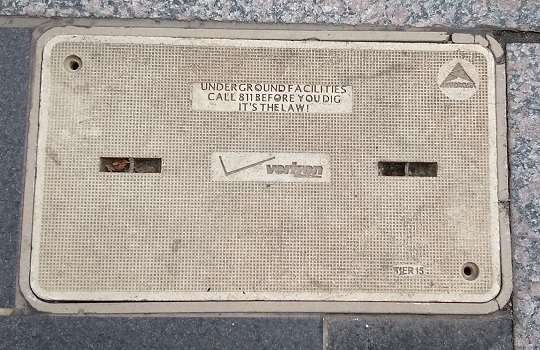 UNDERGROUND FACILITIES
CALL 811 BEFORE YOU DIG
IT'S THE LAW!
verizon
TIER 15